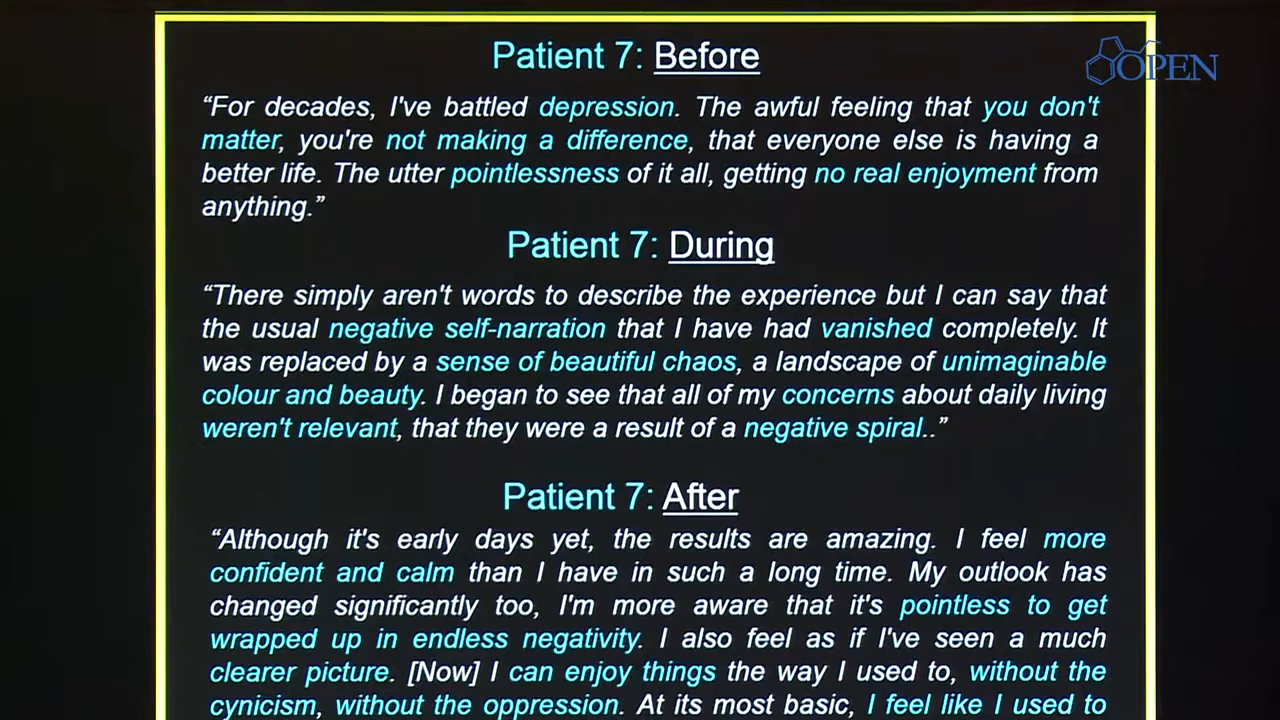 Patient 7: Before
OPEN
“For decades, I've battled depression. The awful feeling that you don't
matter, you're not making a difference, that everyone else is having a
better life. The utter pointlessness of it all, getting no real enjoyment from
anything.”
Patient 7: During
“There simply aren't words to describe the experience but I can say that
the usual negative self-narration that I have had vanished completely. It
was replaced by a sense of beautiful chaos, a landscape of unimaginable
colour and beauty. I began to see that all of my concerns about daily living
weren't relevant, that they were a result of a negative spiral..”
Patient 7: After
“Although it's early days yet, the results are amazing. I feel more
confident and calm than I have in such a long time. My outlook has
changed significantly too, I'm more aware that it's pointless to get
wrapped up in endless negativity. I also feel as if I've seen a much
clearer picture. [Now] I can enjoy things the way I used to, without the
cynicism, without the oppression. At its most basic, I feel like I used to